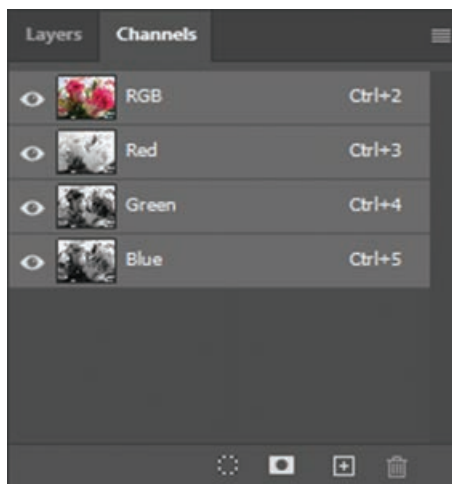 Layers Channels
RGB Ctrl+2
Red Ctrl+3
Green Ctrl+4
Blue Ctrl+5